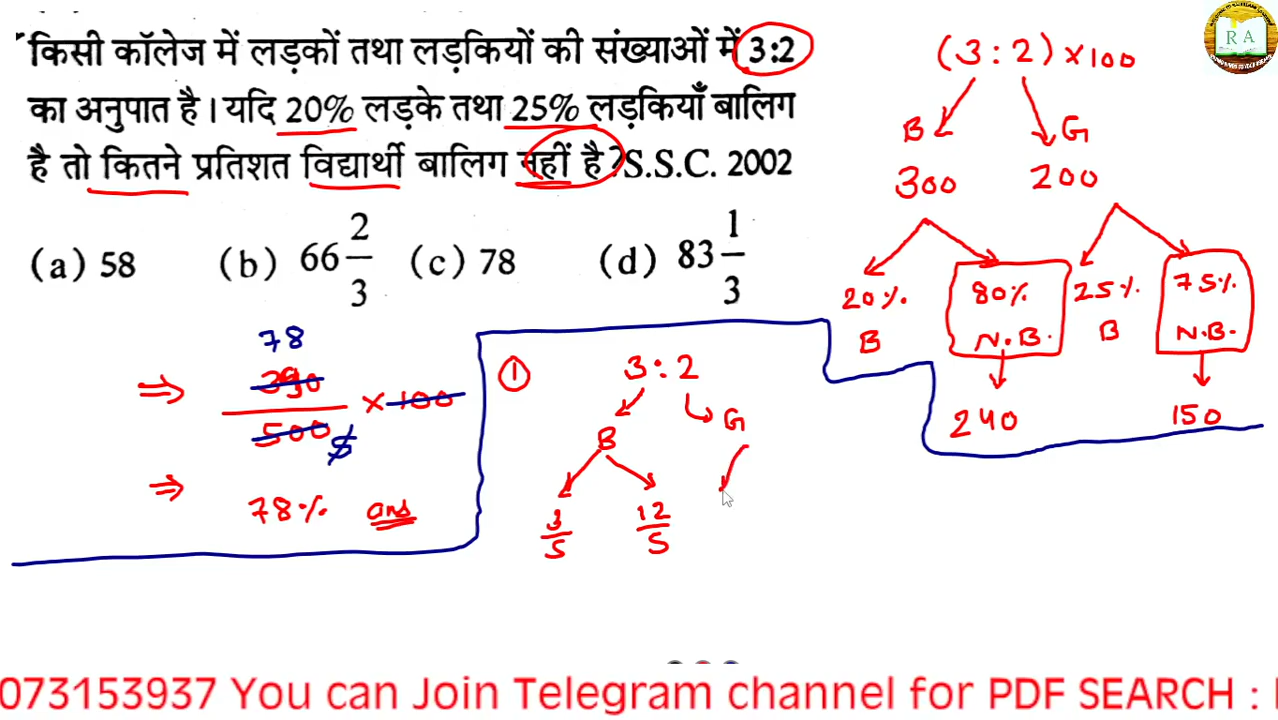 किसी कॉलेज में लड़कों तथा लड़कियों की संख्याओं में 3:2
का अनुपात है। यदि 20% लड़के तथा 25% लड़कियाँ बालिग
है तो कितने प्रतिशत विद्यार्थी बालिग नहीं है? S.S.C. 2002
(a) 58 (b) 66 2/3 (c) 78 (d) 83 1/3
(3 : 2) × 100
B G
300 200
20% 80% 25% 75%
B N.B. B N.B.
240 150
78
⇒ 390/500 × 100
5
⇒ 78% ans
① 3 : 2
B G
3/5 12/5
R A
073153937 You can Join Telegram channel for PDF SEARCH :